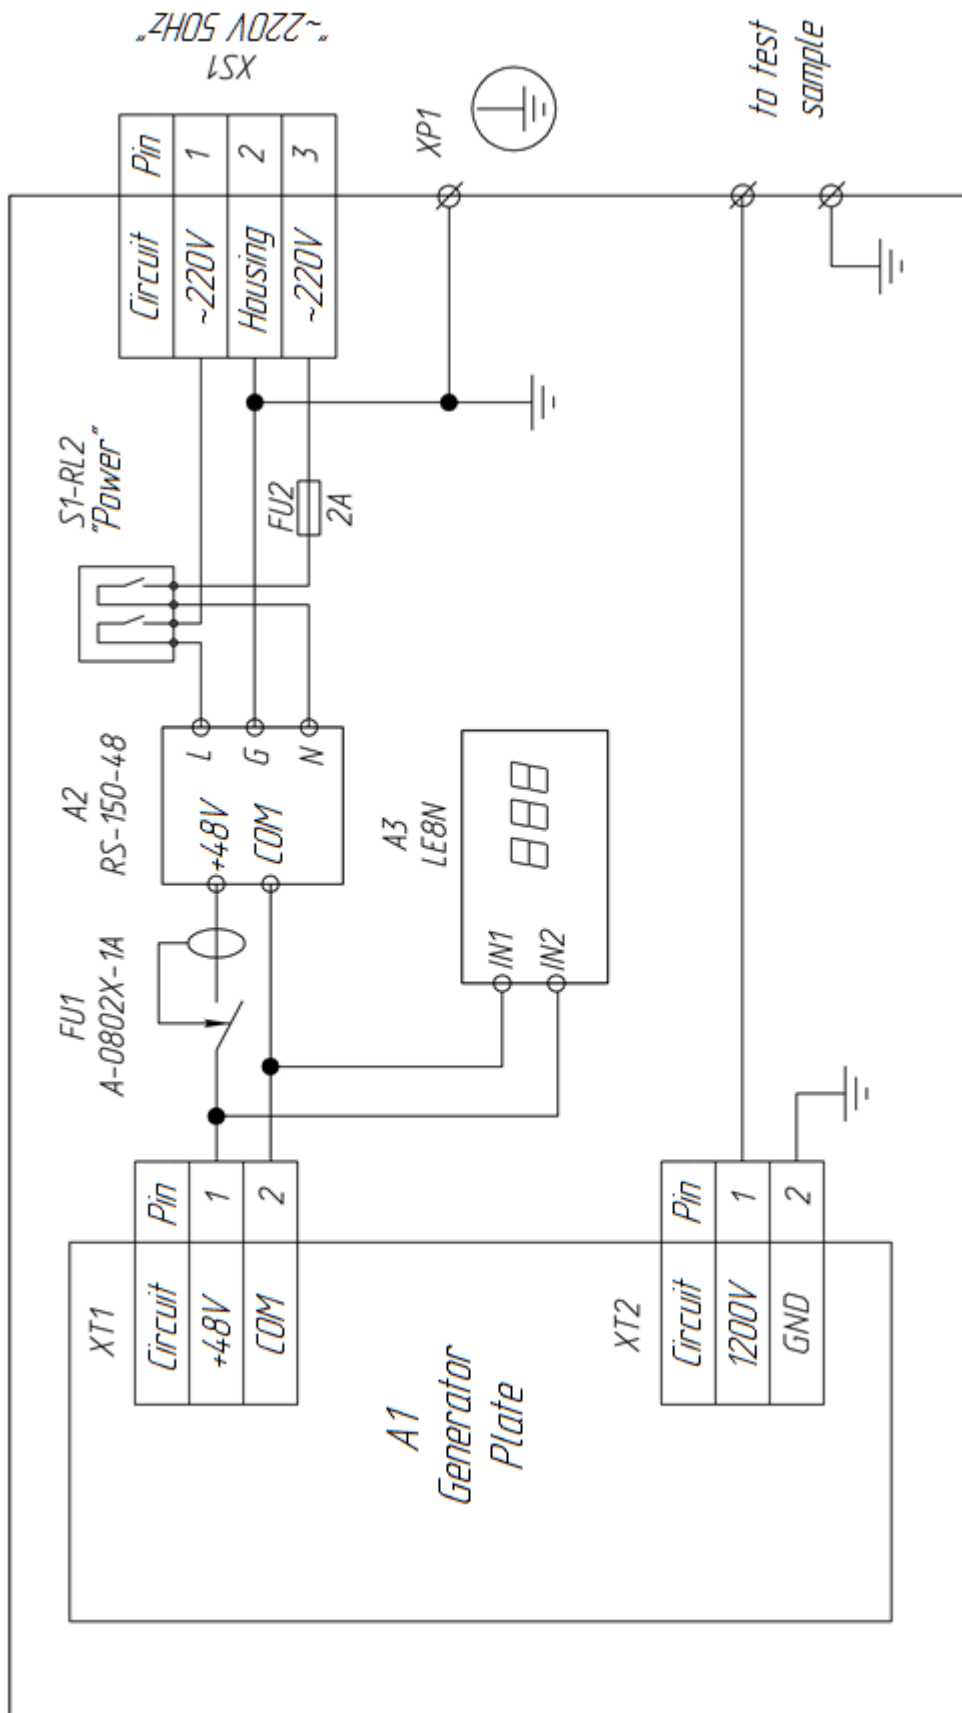 "~220V 50Hz"
XS1
Circuit Pin
~220V 1
Housing 2
~220V 3
XP1
to test
sample
S1-RL2
"Power"
FU2
2A
A2
RS-150-48
L
G
N
+48V
COM
A3
LE8N
888
IN1
IN2
FU1
A-0802X-1A
XT1
Circuit Pin
+48V 1
COM 2
A1
Generator
Plate
XT2
Circuit Pin
1200V 1
GND 2